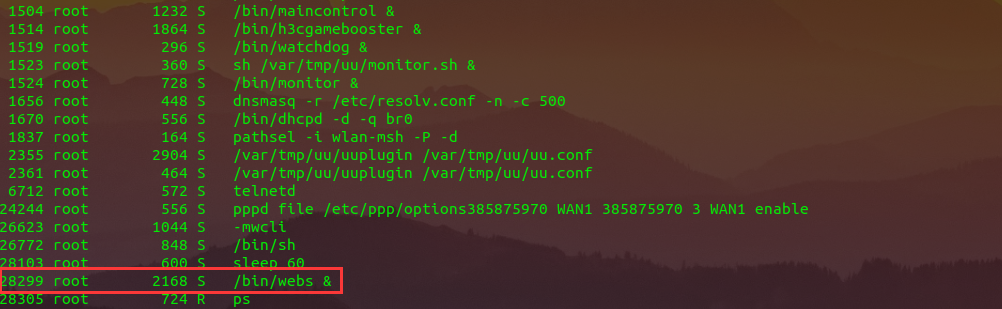 1504 root 1232 S /bin/maincontrol &
1514 root 1864 S /bin/h3cgamebooster &
1519 root 296 S /bin/watchdog &
1523 root 360 S sh /var/tmp/uu/monitor.sh &
1524 root 728 S /bin/monitor &
1656 root 448 S dnsmasq -r /etc/resolv.conf -n -c 500
1670 root 556 S /bin/dhcpd -d -q br0
1837 root 164 S pathsel -i wlan-msh -P -d
2355 root 2904 S /var/tmp/uu/uuplugin /var/tmp/uu/uu.conf
2361 root 464 S /var/tmp/uu/uuplugin /var/tmp/uu/uu.conf
6712 root 572 S telnetd
24244 root 556 S pppd file /etc/ppp/options385875970 WAN1 385875970 3 WAN1 enable
26623 root 1044 S -mwcli
26772 root 848 S /bin/sh
28103 root 600 S sleep 60
28299 root 2168 S /bin/webs &
28305 root 724 R ps